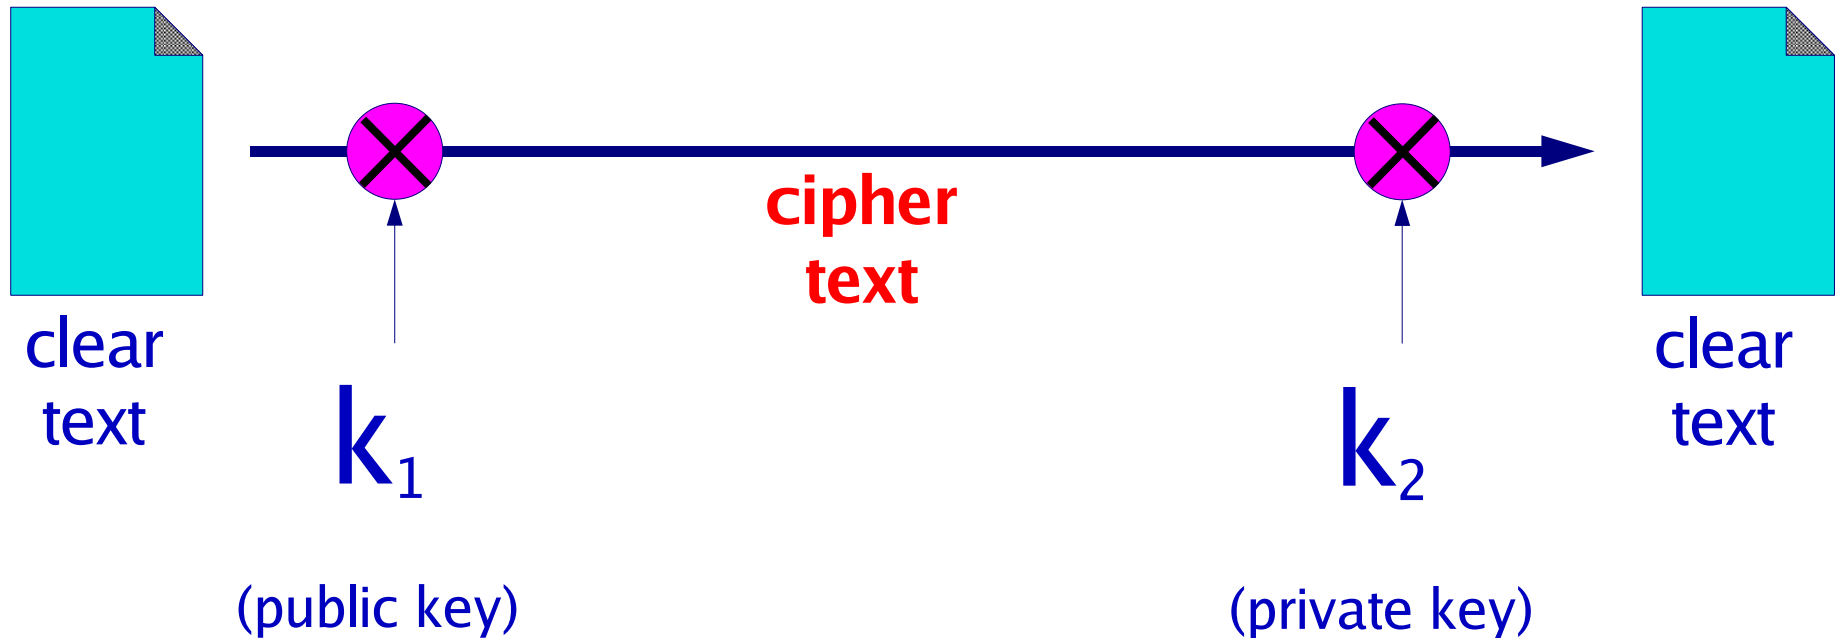 cipher
text
clear
text
clear
text
k1
k2
(public key)
(private key)